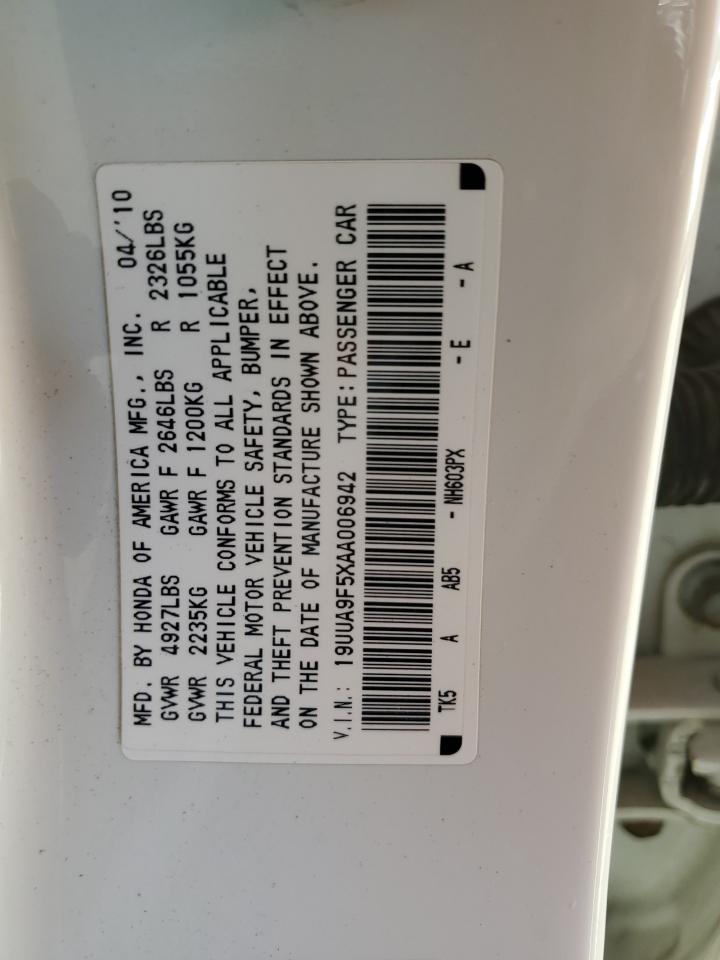 MFD. BY HONDA OF AMERICA MFG., INC. 04/'10
GVWR 4927LBS GAWR F 2646LBS R 2326LBS
GVWR 2235KG GAWR F 1200KG R 1055KG
THIS VEHICLE CONFORMS TO ALL APPLICABLE
FEDERAL MOTOR VEHICLE SAFETY, BUMPER,
AND THEFT PREVENTION STANDARDS IN EFFECT
ON THE DATE OF MANUFACTURE SHOWN ABOVE.
V.I.N.: 19UUA9F5XAA006942 TYPE: PASSENGER CAR
TK5 A AB5 - NH603PX - E - A